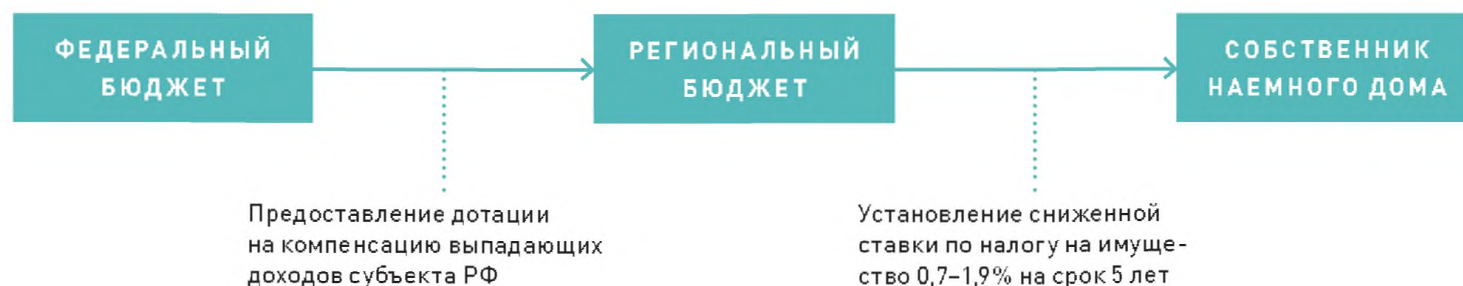 ФЕДЕРАЛЬНЫЙ
БЮДЖЕТ
РЕГИОНАЛЬНЫЙ
БЮДЖЕТ
СОБСТВЕННИК
НАЕМНОГО ДОМА
Предоставление дотации
на компенсацию выпадающих
доходов субъекта РФ
Установление сниженной
ставки по налогу на имуще-
ство 0,7–1,9% на срок 5 лет